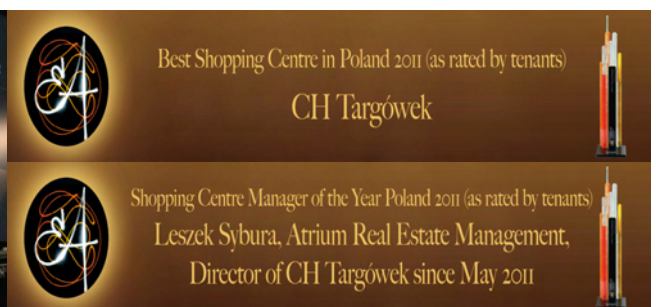 Best Shopping Centre in Poland 2011 (as rated by tenants)
CH Targówek
Shopping Centre Manager of the Year Poland 2011 (as rated by tenants)
Leszek Sybura, Atrium Real Estate Management,
Director of CH Targówek since May 2011